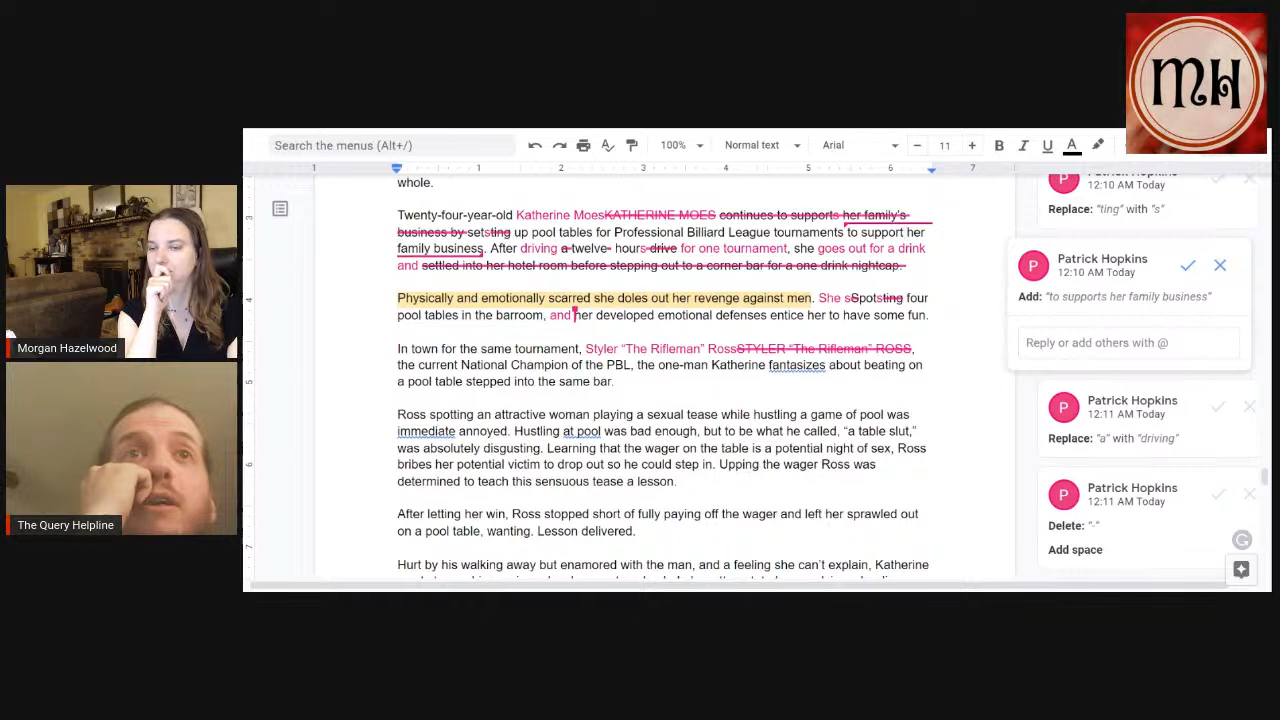 MH
Search the menus (Alt+/)
100%
Normal text
Arial
11
B I U A
1 1 2 3 4 5 6 7
whole.
Twenty-four-year-old Katherine MoesKATHERINE MOES continues to supports her family's
business by setsting up pool tables for Professional Billiard League tournaments to support her
family business. After driving a twelve- hours drive for one tournament, she goes out for a drink
and settled into her hotel room before stepping out to a corner bar for a one drink nightcap.
Physically and emotionally scarred she doles out her revenge against men. She sSpotsting four
pool tables in the barroom, and her developed emotional defenses entice her to have some fun.
In town for the same tournament, Styler “The Rifleman” RossSTYLER “The Rifleman” ROSS,
the current National Champion of the PBL, the one-man Katherine fantasizes about beating on
a pool table stepped into the same bar.
Ross spotting an attractive woman playing a sexual tease while hustling a game of pool was
immediate annoyed. Hustling at pool was bad enough, but to be what he called, “a table slut,”
was absolutely disgusting. Learning that the wager on the table is a potential night of sex, Ross
bribes her potential victim to drop out so he could step in. Upping the wager Ross was
determined to teach this sensuous tease a lesson.
After letting her win, Ross stopped short of fully paying off the wager and left her sprawled out
on a pool table, wanting. Lesson delivered.
Hurt by his walking away but enamored with the man, and a feeling she can't explain, Katherine
3
4
5
6
7
Patrick Hopkins
12:10 AM Today
Replace: “ting” with “s”
P
Patrick Hopkins
12:10 AM Today
Add: “to supports her family business”
Reply or add others with @
P
Patrick Hopkins
12:11 AM Today
Replace: “a” with “driving”
P
Patrick Hopkins
12:11 AM Today
Delete: “-”
Add space
Morgan Hazelwood
The Query Helpline